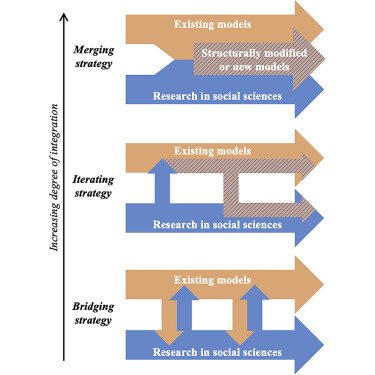 Increasing degree of integration
Merging
strategy
Existing models
Structurally modified
or new models
Research in social sciences
Iterating
strategy
Existing models
Research in social sciences
Bridging
strategy
Existing models
Research in social sciences